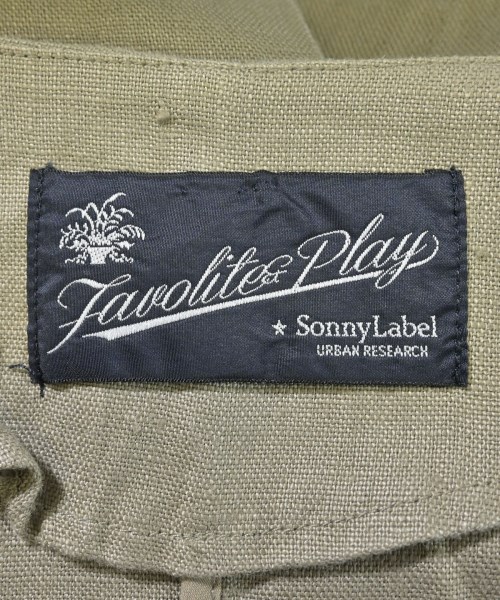 Favolite & Play
★ SonnyLabel
URBAN RESEARCH